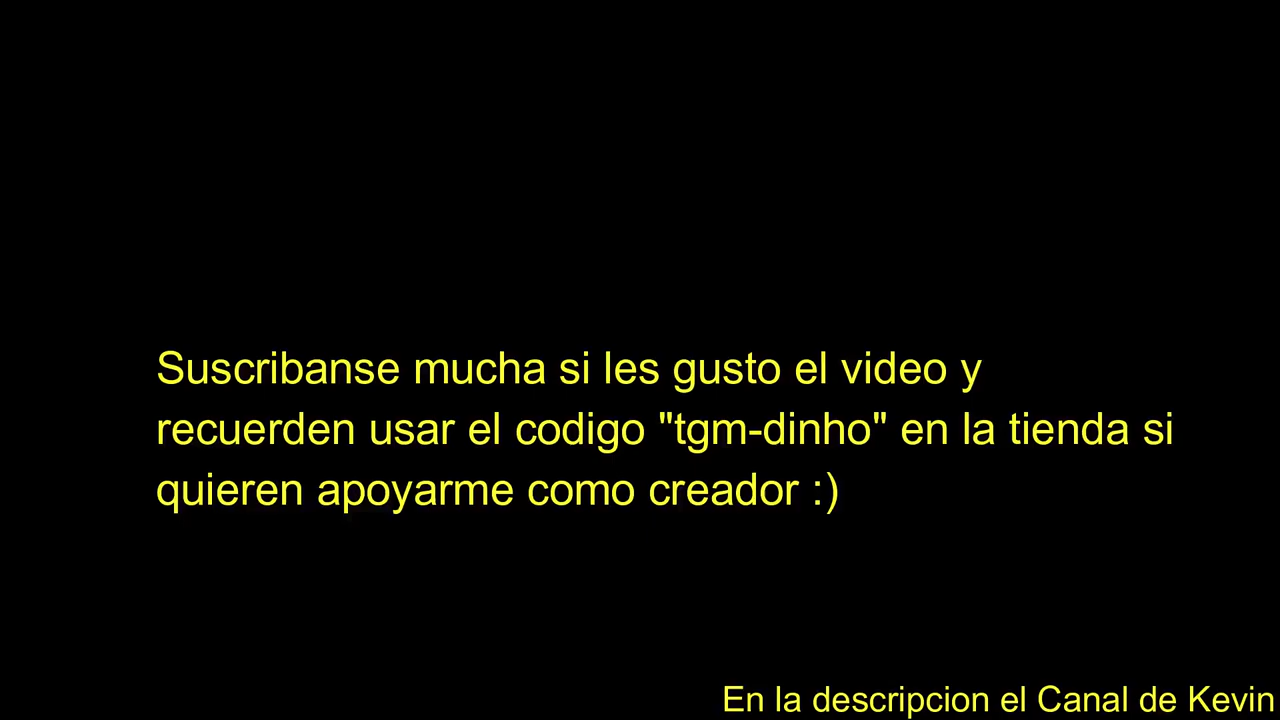 Suscribanse mucha si les gusto el video y
recuerden usar el codigo "tgm-dinho" en la tienda si
quieren apoyarme como creador :)
En la descripcion el Canal de Kevin